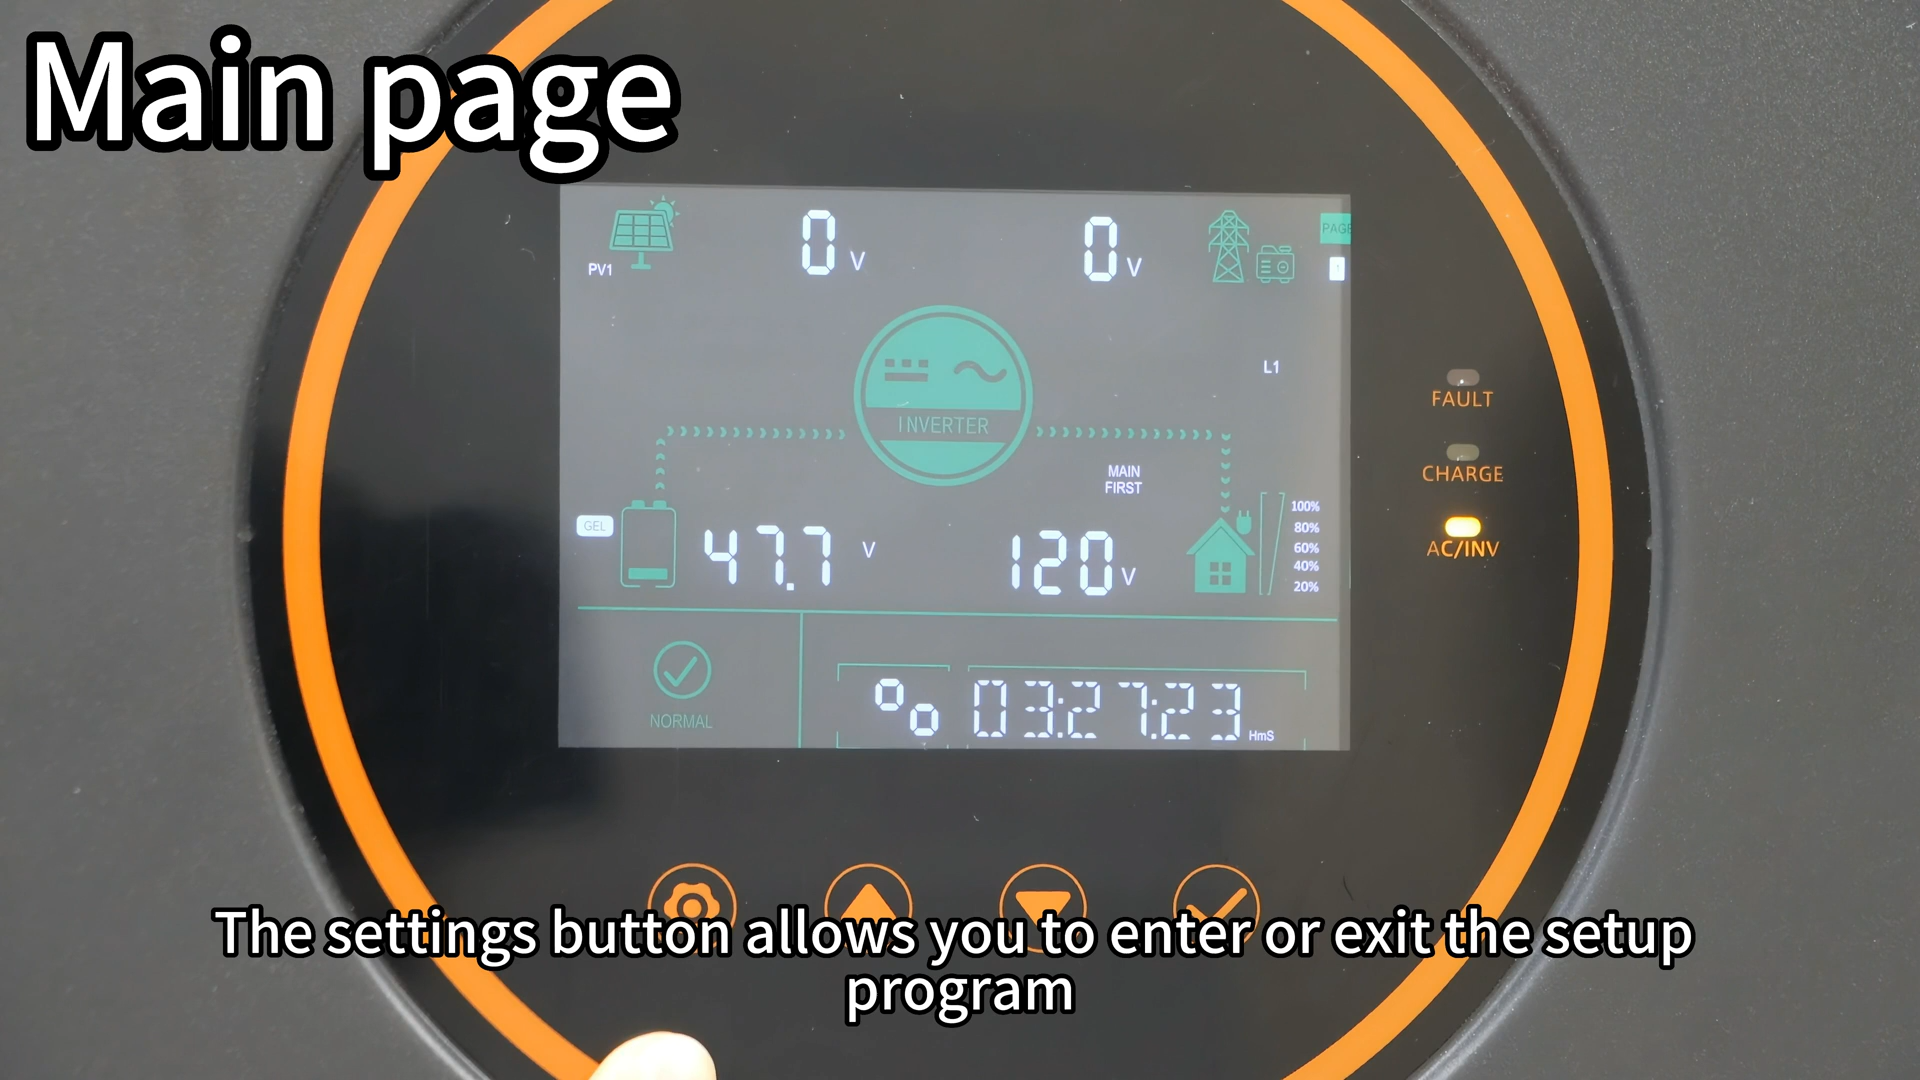 Main page
PV1
0 V
0 V
PAGE
1
L1
INVERTER
MAIN
FIRST
GEL
47.7 V
120 V
100%
80%
60%
40%
20%
FAULT
CHARGE
AC/INV
NORMAL
03:27:23 HmS
The settings button allows you to enter or exit the setup
program